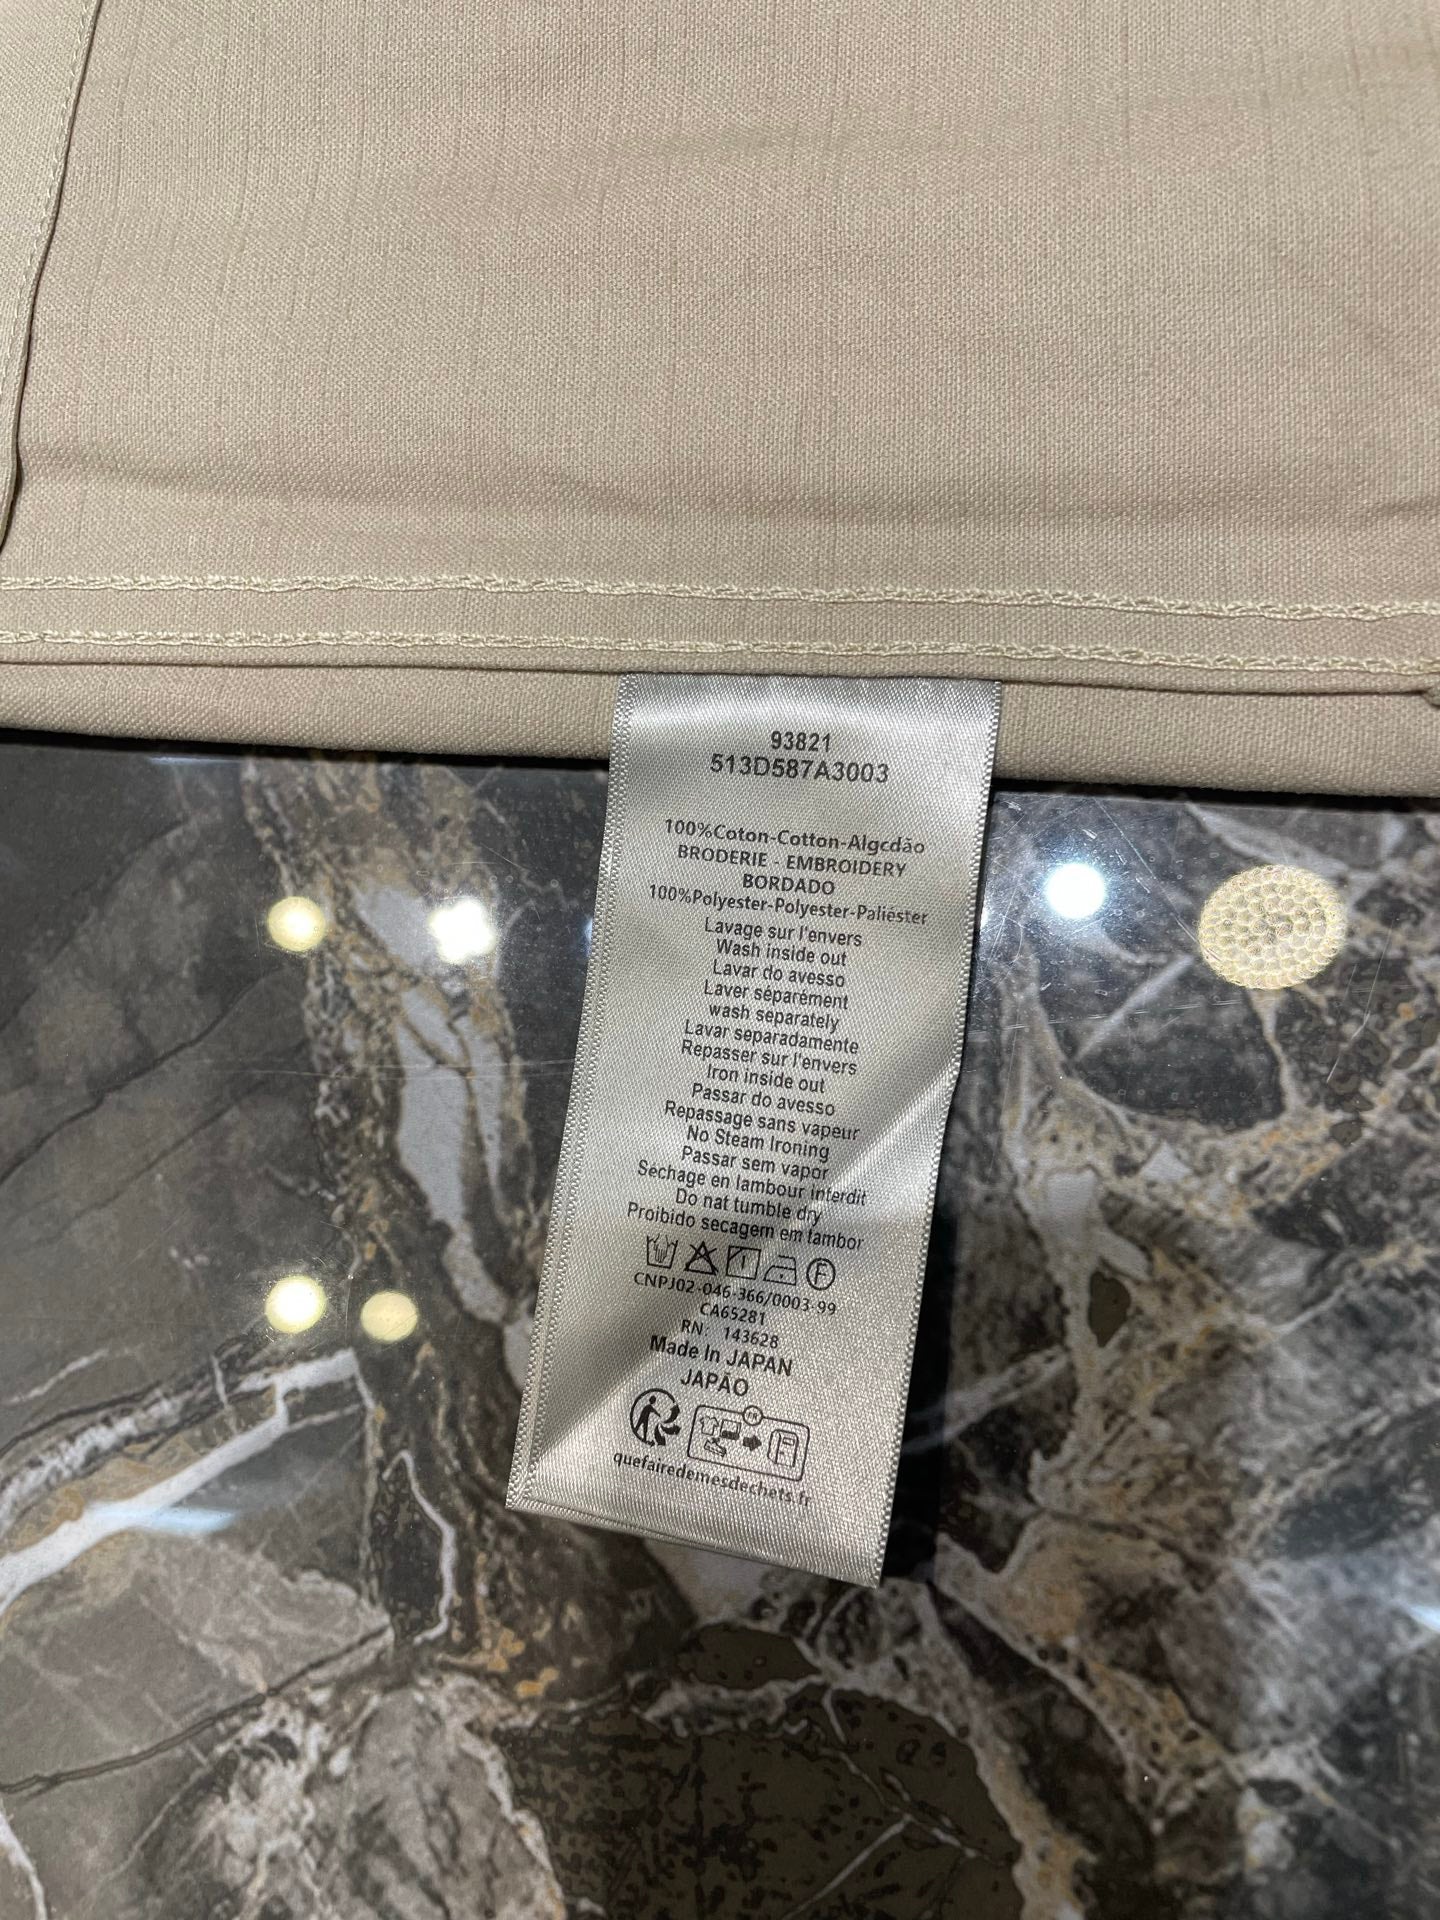 93821
513D587A3003
100%Coton-Cotton-Algcdão
BRODERIE - EMBROIDERY
BORDADO
100%Polyester-Polyester-Paliéster
Lavage sur l'envers
Wash inside out
Lavar do avesso
Laver séparément
wash separately
Lavar separadamente
Repasser sur l'envers
Iron inside out
Passar do avesso
Repassage sans vapeur
No Steam Ironing
Passar sem vapor
Séchage en lambour interdit
Do nat tumble dry
Proibido secagem em tambor
F
CNPJ02-046-366/0003-99
CA65281
RN: 143628
Made In JAPAN
JAPÃO
FR
quefairedemesdechets.fr